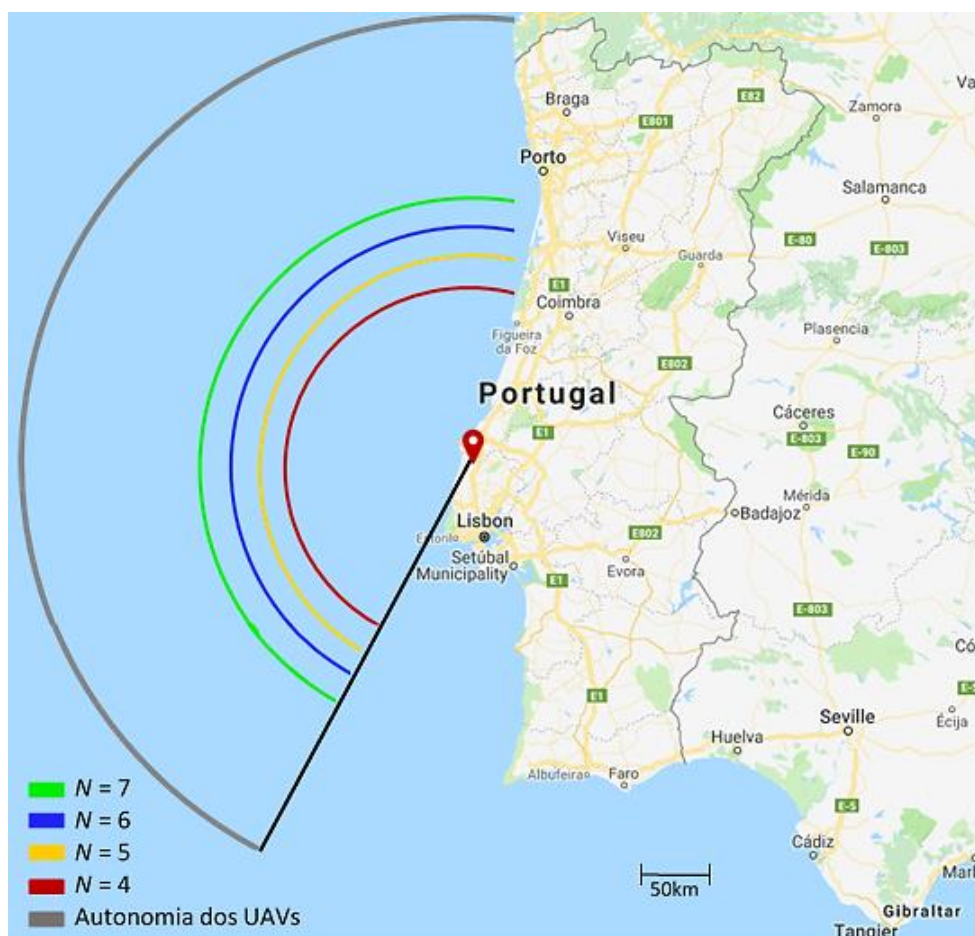 Braga
E82
Zamora
Va
E801
Porto
Salamanca
Viseu
Guarda
E-80
E-803
E1
Coimbra
Figueira
da Foz
Plasencia
E802
Portugal
Cáceres
E1
E-803
E-90
Mérida
Lisbon
Badajoz
E802
Setúbal
Municipality
Evora
E1
E-803
Có
E1
Seville
Écija
Huelva
Albufeira
Faro
E-5
N = 7
N = 6
Cádiz
N = 5
50km
N = 4
Gibraltar
Autonomia dos UAVs
Tangier